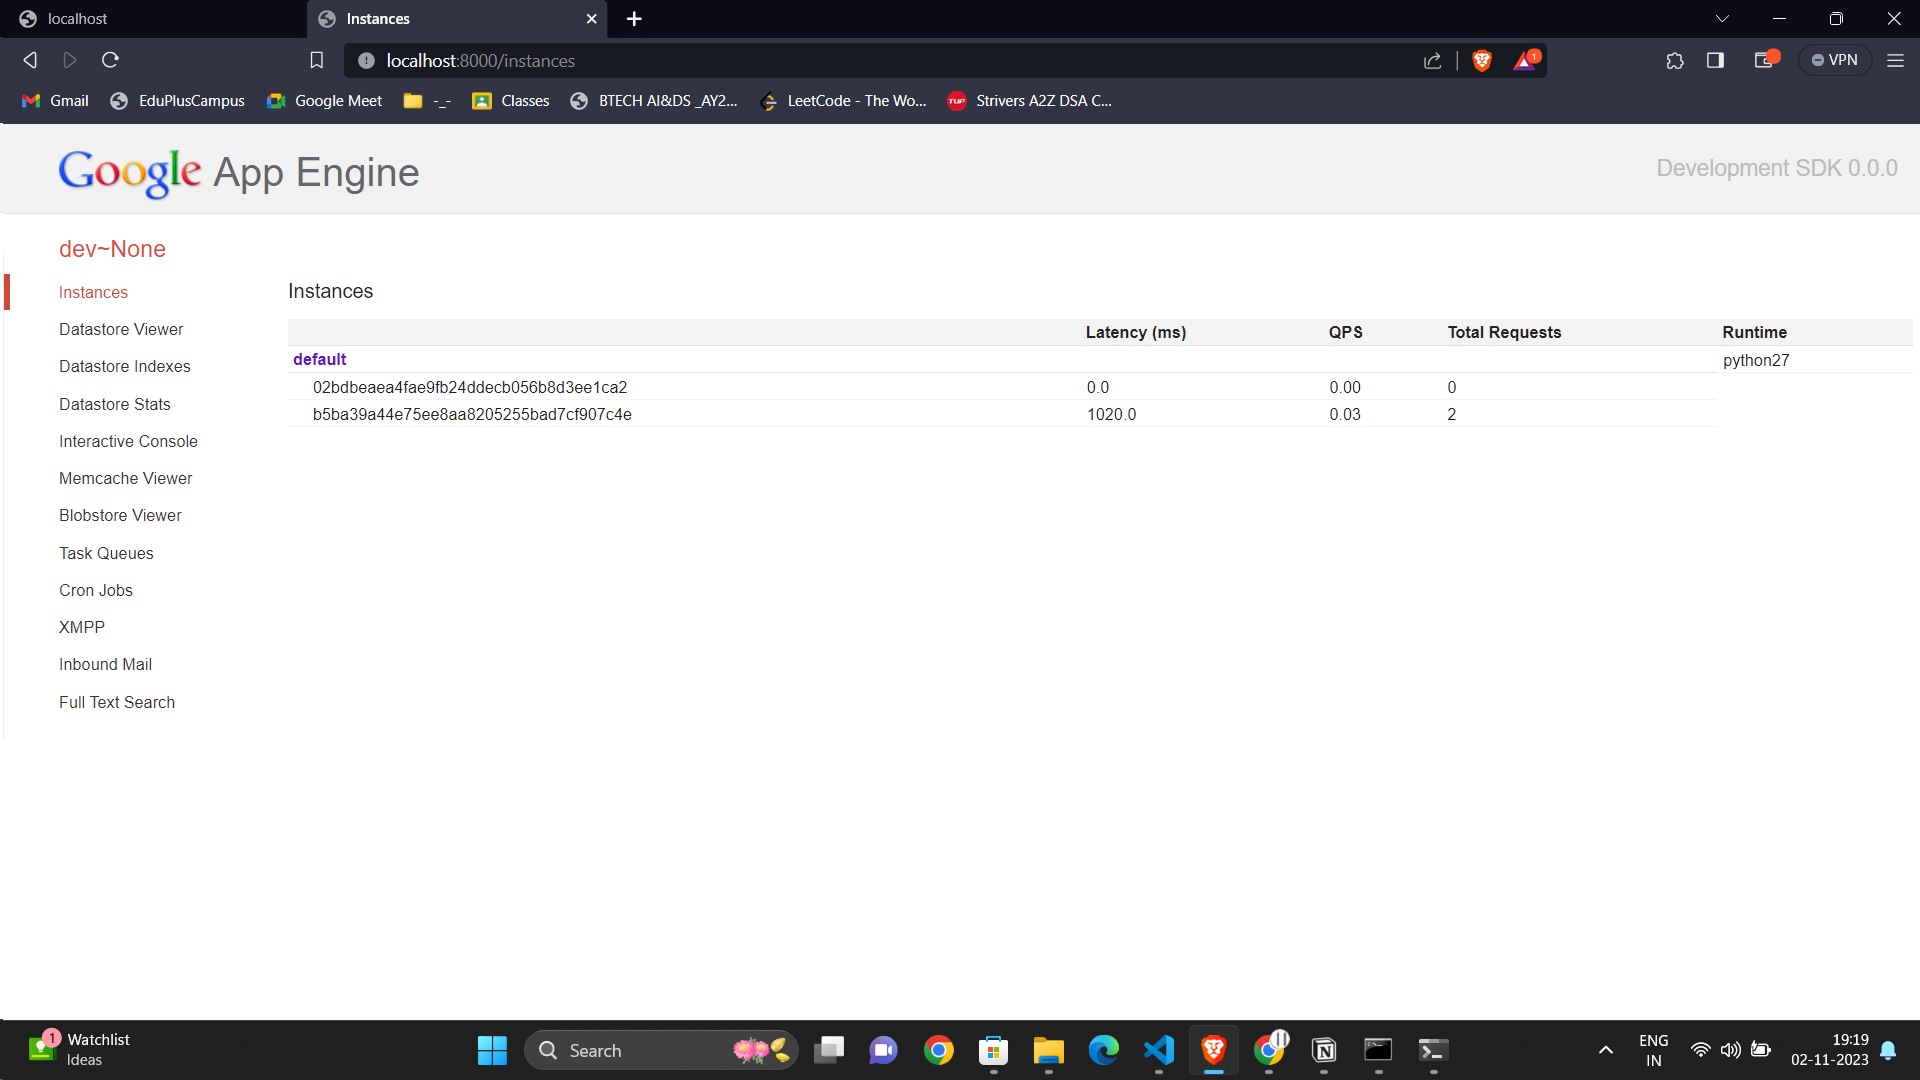 localhost
Instances
localhost:8000/instances
1
VPN
Gmail
EduPlusCampus
Google Meet
-_-
Classes
BTECH AI&DS _AY2...
LeetCode - The Wo...
TUF
Strivers A2Z DSA C...
Google App Engine
Development SDK 0.0.0
dev~None
Instances
Datastore Viewer
Datastore Indexes
Datastore Stats
Interactive Console
Memcache Viewer
Blobstore Viewer
Task Queues
Cron Jobs
XMPP
Inbound Mail
Full Text Search
Instances
Latency (ms) QPS Total Requests Runtime
default python27
02bdbeaea4fae9fb24ddecb056b8d3ee1ca2 0.0 0.00 0
b5ba39a44e75ee8aa8205255bad7cf907c4e 1020.0 0.03 2
1
Watchlist
Ideas
Search
ENG
IN
19:19
02-11-2023